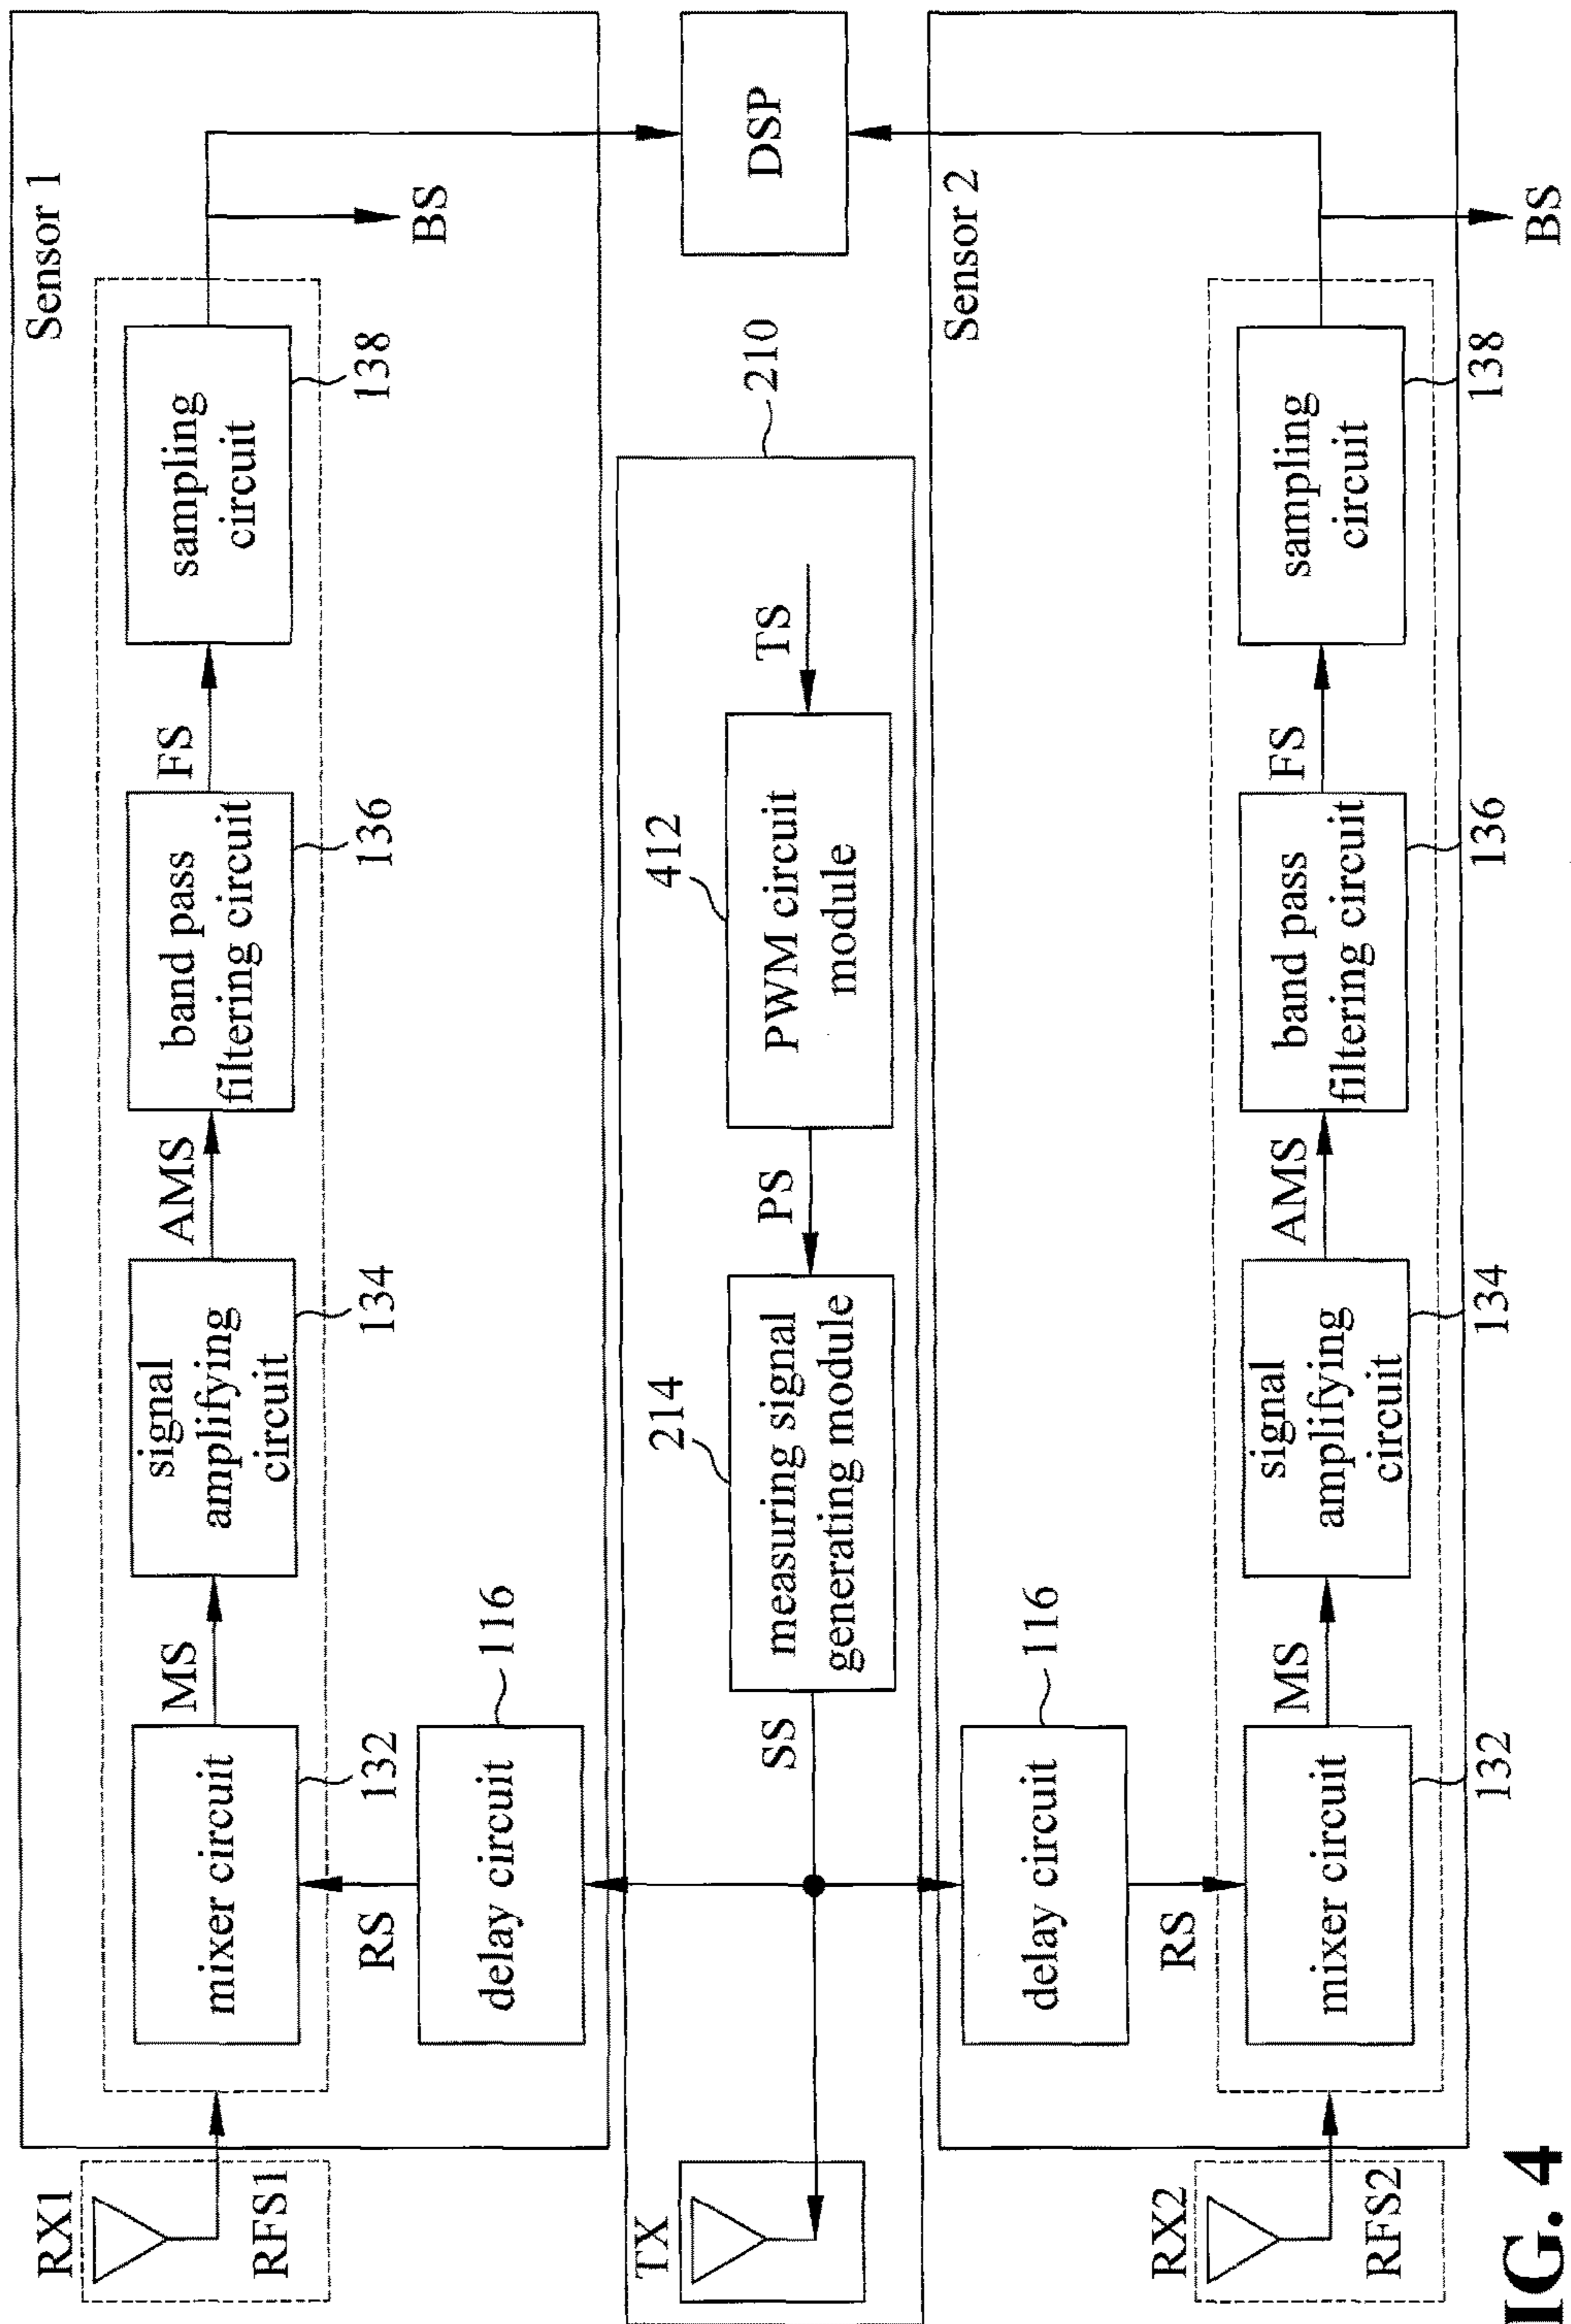 Sensor 1
RX1
RFS1
mixer circuit
132
MS
signal
amplifying
circuit
134
AMS
band pass
filtering circuit
136
FS
sampling
circuit
138
BS
RS
delay circuit
116
DSP
TX
SS
214
measuring signal
generating module
PS
412
PWM circuit
module
TS
210
Sensor 2
delay circuit
116
RS
RX2
RFS2
mixer circuit
132
MS
signal
amplifying
circuit
134
AMS
band pass
filtering circuit
136
FS
sampling
circuit
138
BS
IG. 4